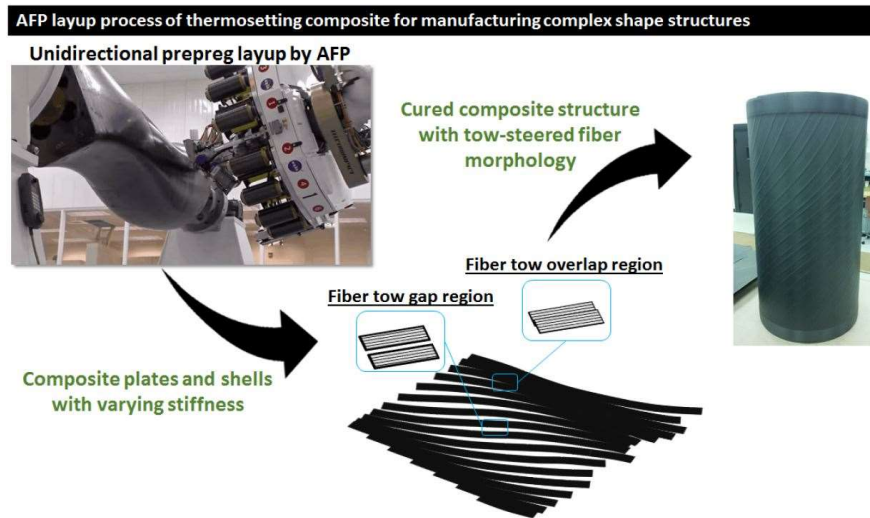 AFP layup process of thermosetting composite for manufacturing complex shape structures
Unidirectional prepreg layup by AFP
Cured composite structure
with tow-steered fiber
morphology
Fiber tow overlap region
Fiber tow gap region
Composite plates and shells
with varying stiffness